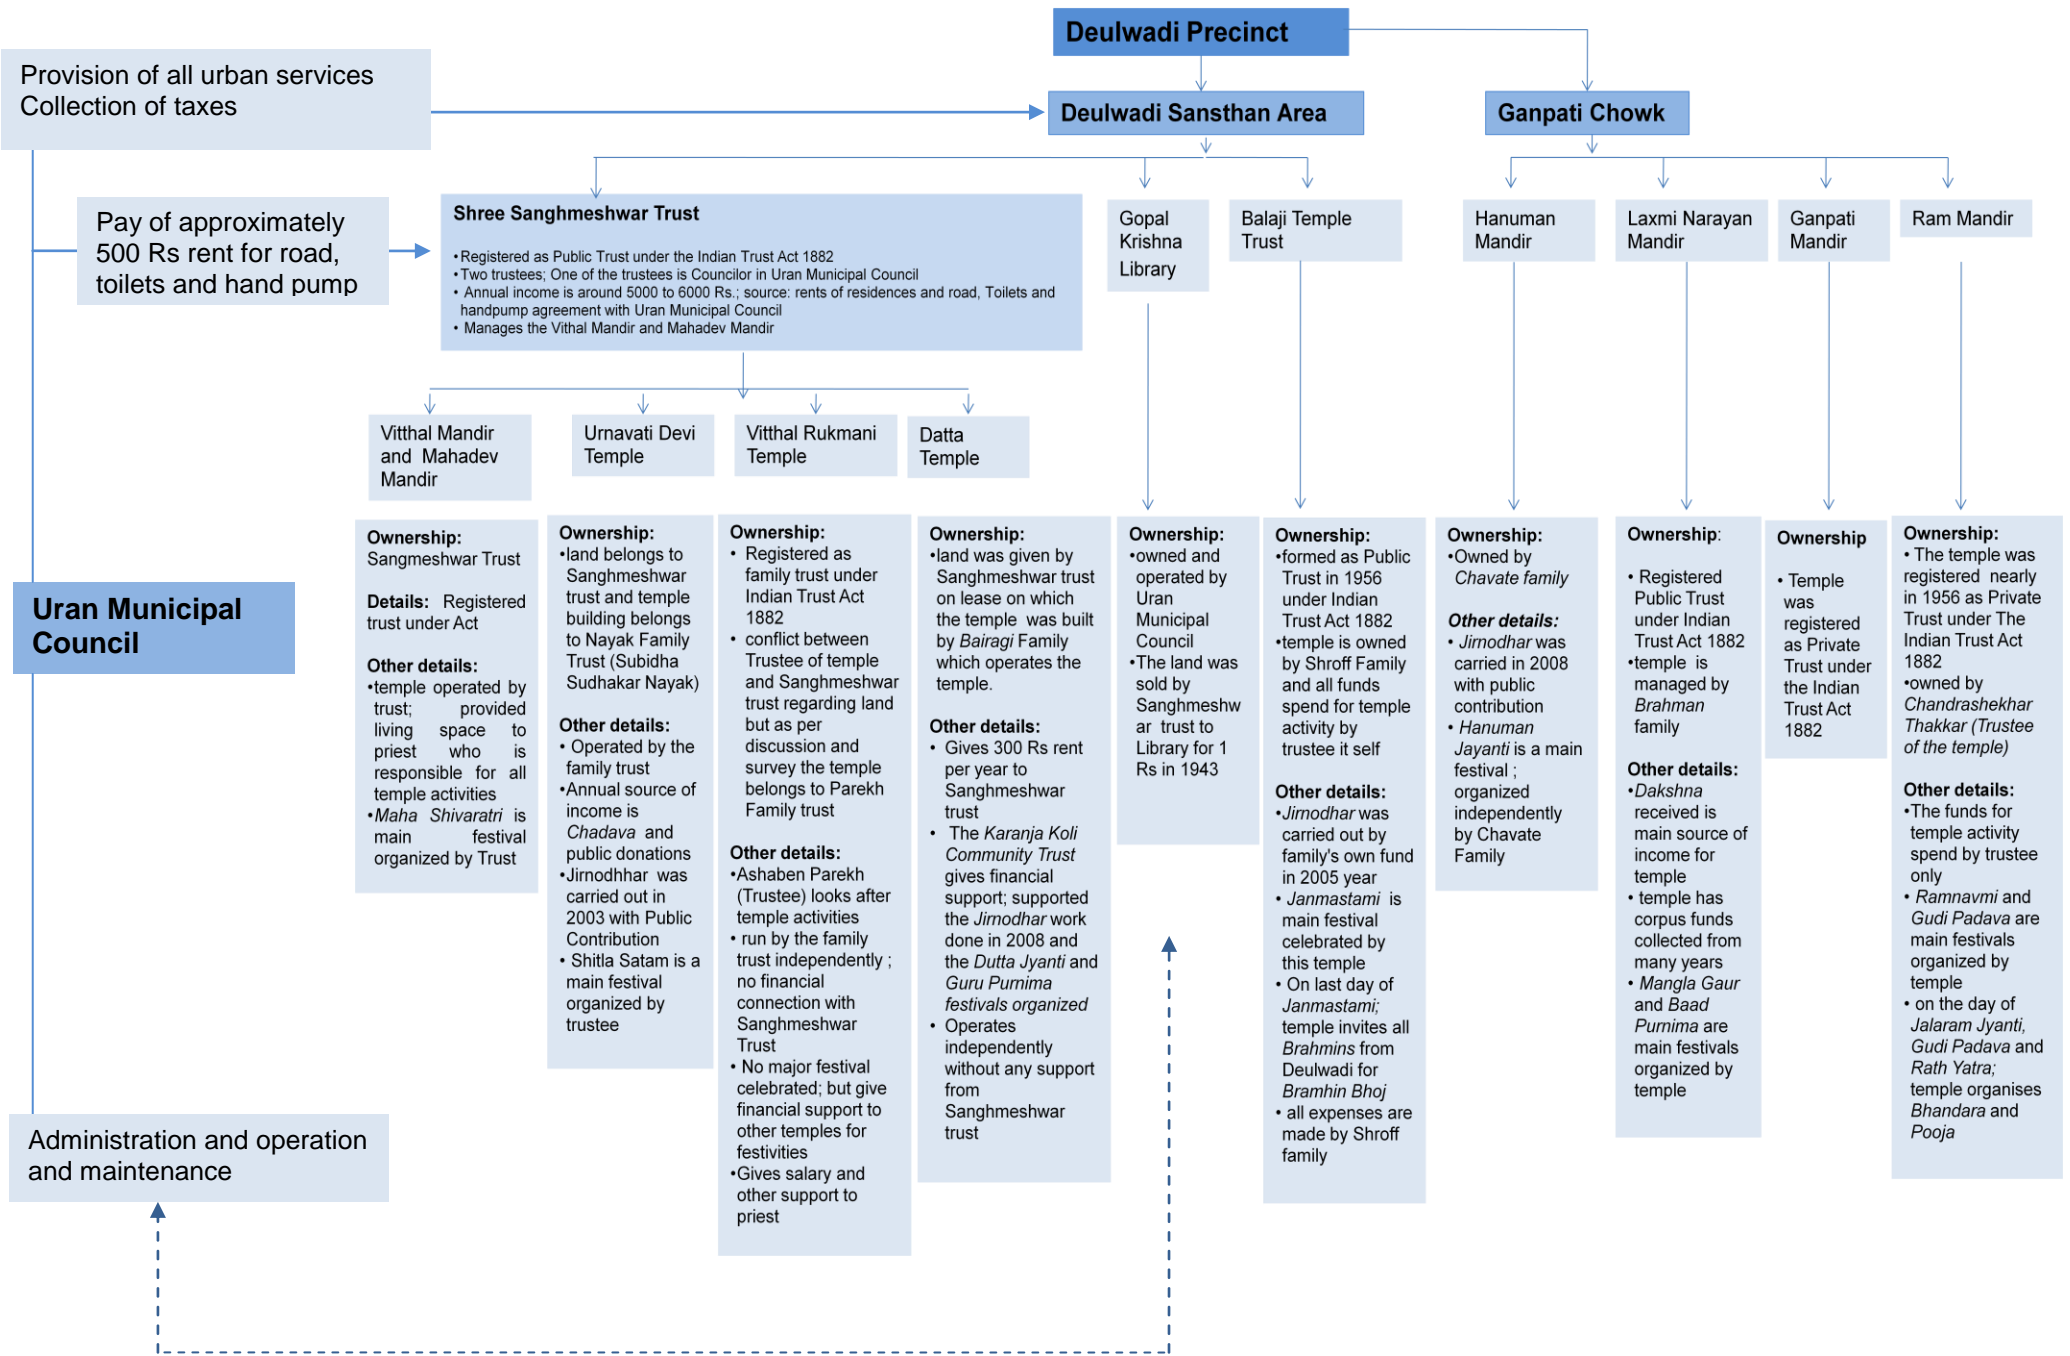 Deulwadi Precinct
Provision of all urban services
Collection of taxes
Deulwadi Sansthan Area
Ganpati Chowk
Pay of approximately
500 Rs rent for road,
toilets and hand pump
Shree Sanghmeshwar Trust
•Registered as Public Trust under the Indian Trust Act 1882
•Two trustees; One of the trustees is Councilor in Uran Municipal Council
• Annual income is around 5000 to 6000 Rs.; source: rents of residences and road, Toilets and
handpump agreement with Uran Municipal Council
• Manages the Vithal Mandir and Mahadev Mandir
Gopal
Krishna
Library
Balaji Temple
Trust
Hanuman
Mandir
Laxmi Narayan
Mandir
Ganpati
Mandir
Ram Mandir
Vitthal Mandir
and Mahadev
Mandir
Urnavati Devi
Temple
Vitthal Rukmani
Temple
Datta
Temple
Uran Municipal
Council
Administration and operation
and maintenance
Ownership:
Sangmeshwar Trust
Details: Registered
trust under Act
Other details:
•temple operated by
trust; provided
living space to
priest who is
responsible for all
temple activities
•Maha Shivaratri is
main festival
organized by Trust
Ownership:
•land belongs to
Sanghmeshwar
trust and temple
building belongs
to Nayak Family
Trust (Subidha
Sudhakar Nayak)
Other details:
• Operated by the
family trust
•Annual source of
income is
Chadava and
public donations
•Jirnodhhar was
carried out in
2003 with Public
Contribution
• Shitla Satam is a
main festival
organized by
trustee
Ownership:
• Registered as
family trust under
Indian Trust Act
1882
• conflict between
Trustee of temple
and Sanghmeshwar
trust regarding land
but as per
discussion and
survey the temple
belongs to Parekh
Family trust
Other details:
•Ashaben Parekh
(Trustee) looks after
temple activities
• run by the family
trust independently ;
no financial
connection with
Sanghmeshwar
Trust
• No major festival
celebrated; but give
financial support to
other temples for
festivities
•Gives salary and
other support to
priest
Ownership:
•land was given by
Sanghmeshwar trust
on lease on which
the temple was built
by Bairagi Family
which operates the
temple.
Other details:
• Gives 300 Rs rent
per year to
Sanghmeshwar
trust
• The Karanja Koli
Community Trust
gives financial
support; supported
the Jirnodhar work
done in 2008 and
the Dutta Jyanti and
Guru Purnima
festivals organized
• Operates
independently
without any support
from
Sanghmeshwar
trust
Ownership:
•owned and
operated by
Uran
Municipal
Council
•The land was
sold by
Sanghmeshw
ar trust to
Library for 1
Rs in 1943
Ownership:
•formed as Public
Trust in 1956
under Indian
Trust Act 1882
•temple is owned
by Shroff Family
and all funds
spend for temple
activity by
trustee it self
Other details:
•Jirnodhar was
carried out by
family's own fund
in 2005 year
• Janmastami is
main festival
celebrated by
this temple
• On last day of
Janmastami;
temple invites all
Brahmins from
Deulwadi for
Bramhin Bhoj
• all expenses are
made by Shroff
family
Ownership:
•Owned by
Chavate family
Other details:
• Jirnodhar was
carried in 2008
with public
contribution
• Hanuman
Jayanti is a main
festival ;
organized
independently
by Chavate
Family
Ownership:
• Registered
Public Trust
under Indian
Trust Act 1882
•temple is
managed by
Brahman
family
Other details:
•Dakshna
received is
main source of
income for
temple
• temple has
corpus funds
collected from
many years
• Mangla Gaur
and Baad
Purnima are
main festivals
organized by
temple
Ownership
• Temple
was
registered
as Private
Trust under
the Indian
Trust Act
1882
Ownership:
• The temple was
registered nearly
in 1956 as Private
Trust under The
Indian Trust Act
1882
•owned by
Chandrashekhar
Thakkar (Trustee
of the temple)
Other details:
•The funds for
temple activity
spend by trustee
only
• Ramnavmi and
Gudi Padava are
main festivals
organized by
temple
• on the day of
Jalaram Jyanti,
Gudi Padava and
Rath Yatra;
temple organises
Bhandara and
Pooja